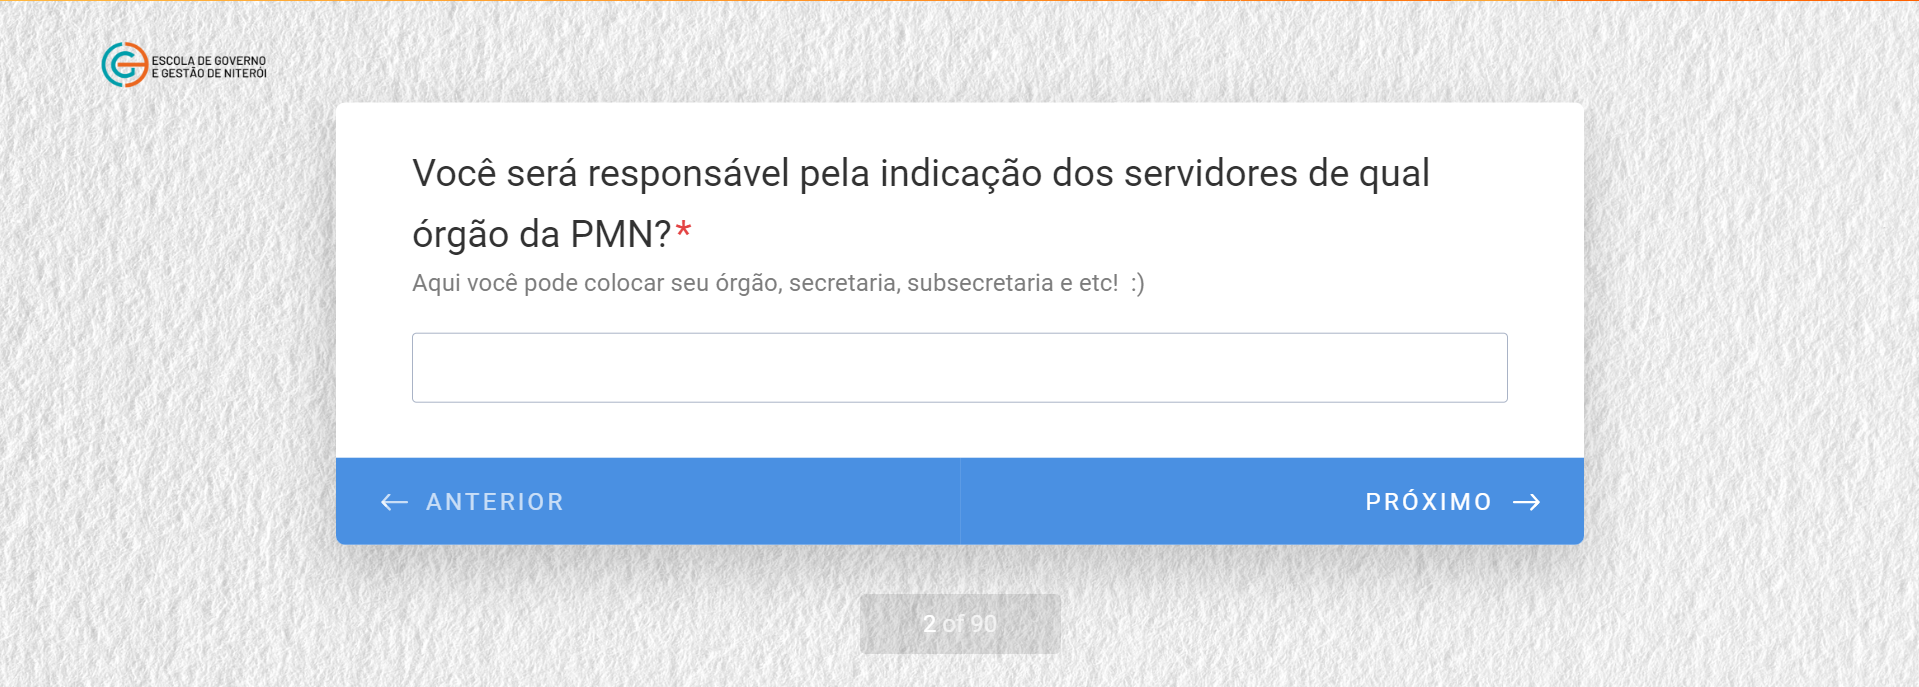 ESCOLA DE GOVERNO
E GESTÃO DE NITERÓI
Você será responsável pela indicação dos servidores de qual
órgão da PMN?*
Aqui você pode colocar seu órgão, secretaria, subsecretaria e etc!  :)
← ANTERIOR
PRÓXIMO →
2 of 90